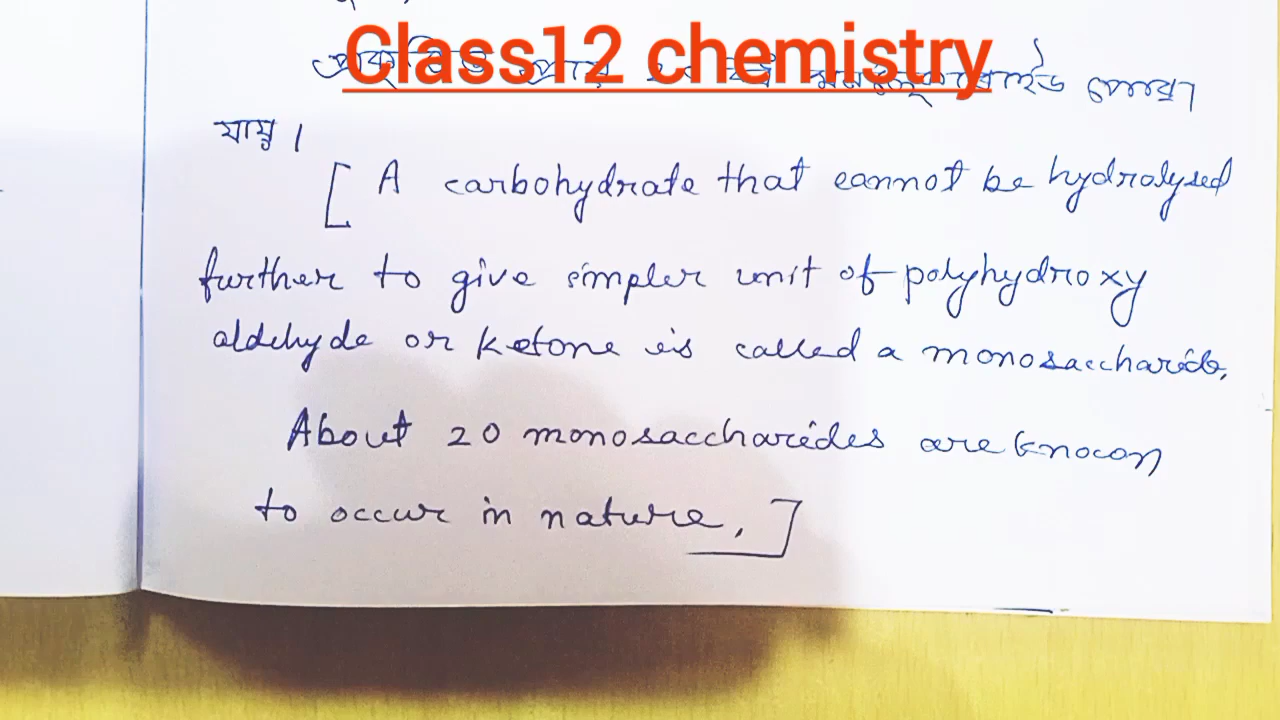 Class12 chemistry
পোৱা
যায় ।
[ A carbohydrate that cannot be hydrolysed
further to give simpler unit of polyhydroxy
aldehyde or ketone is called a monosaccharide.
About 20 monosaccharides are known
to occur in nature. ]